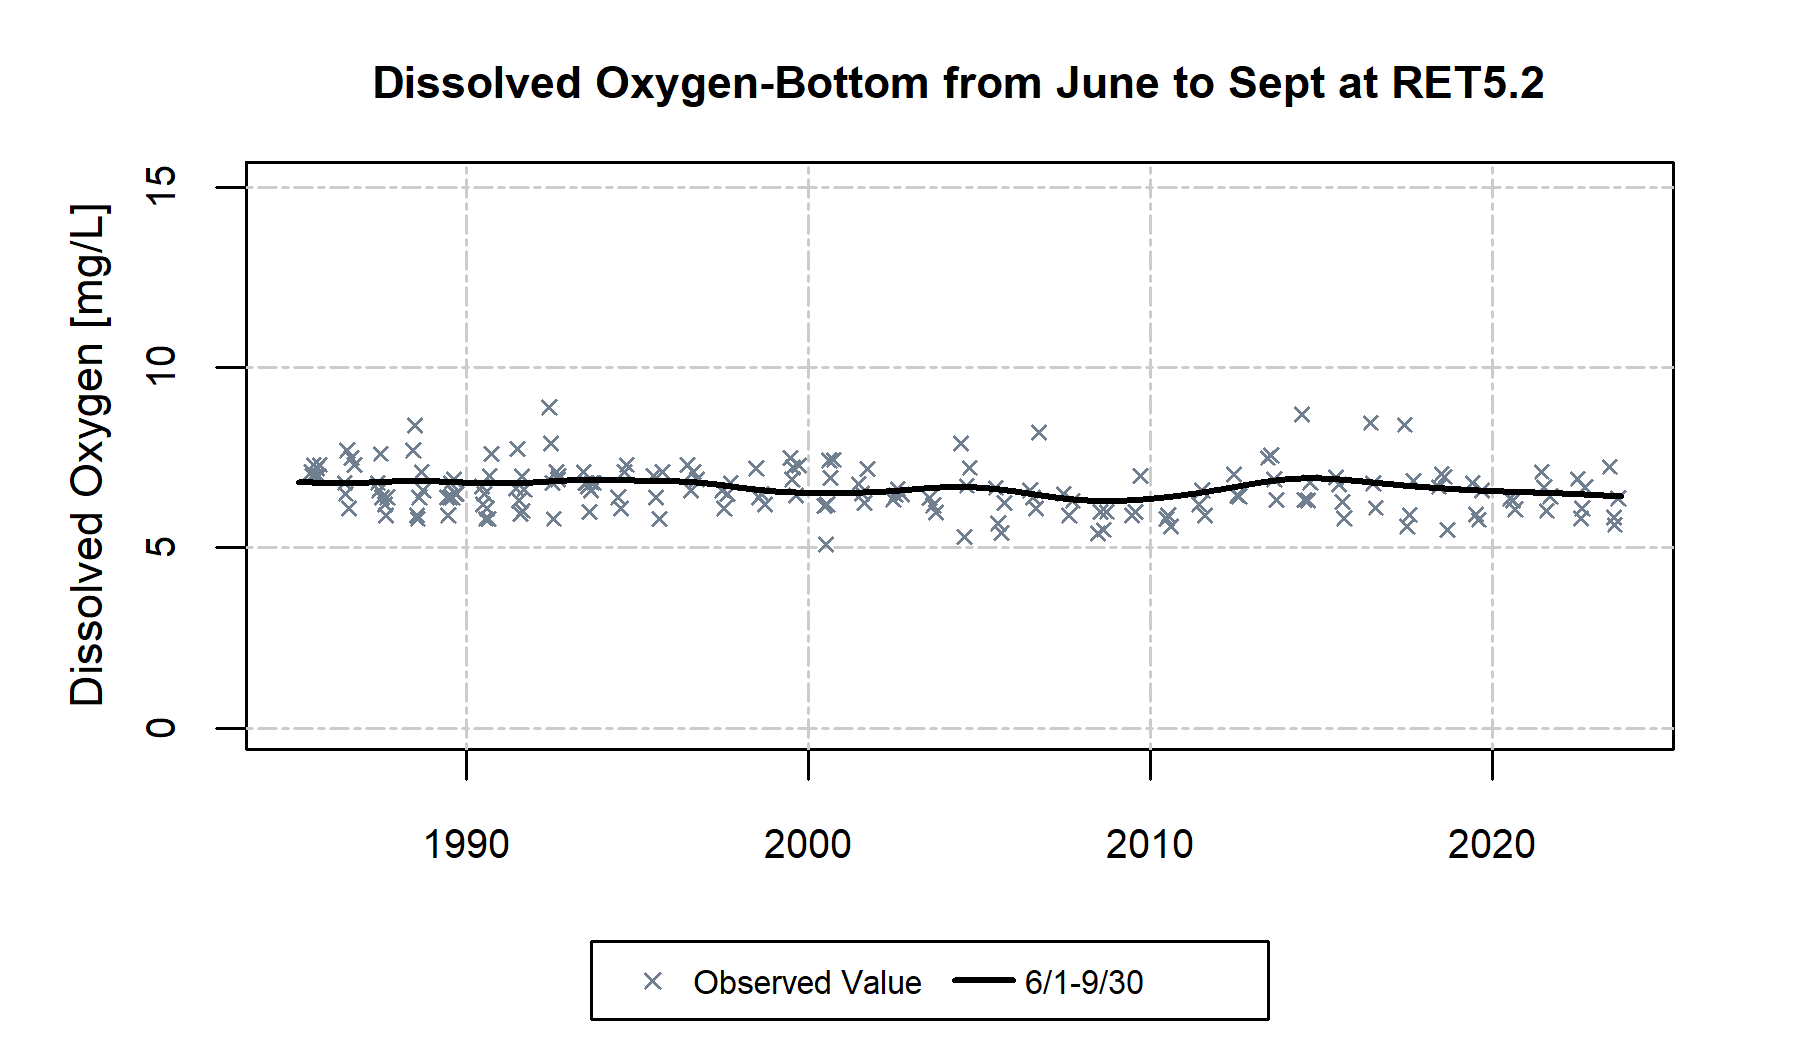 Dissolved Oxygen-Bottom from June to Sept at RET5.2
Dissolved Oxygen [mg/L]
15
10
5
0
1990 2000 2010 2020
Observed Value 6/1-9/30